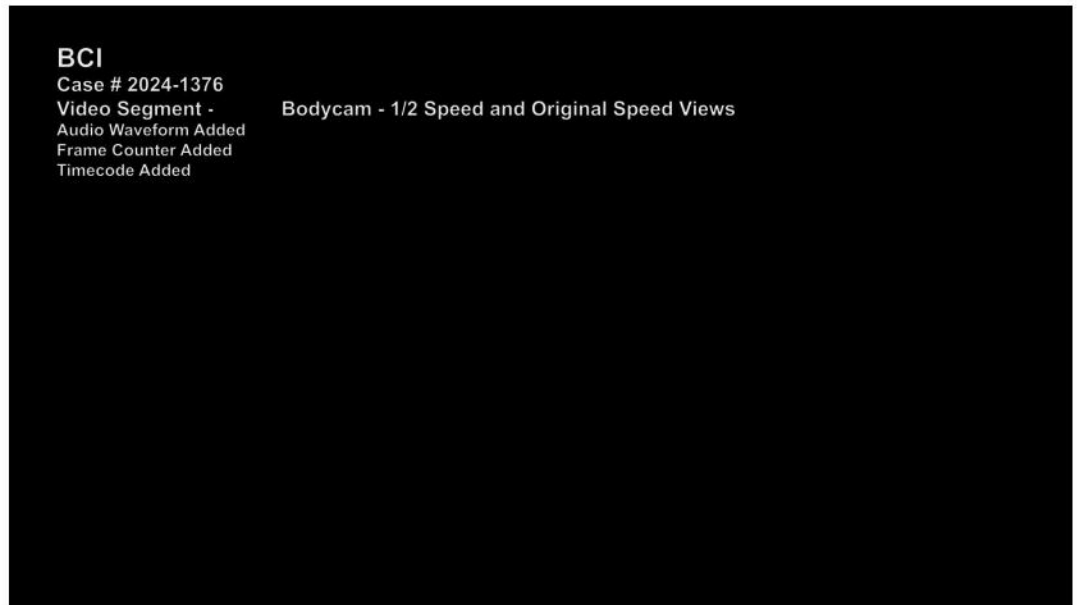 BCI
Case # 2024-1376
Video Segment - Bodycam - 1/2 Speed and Original Speed Views
Audio Waveform Added
Frame Counter Added
Timecode Added